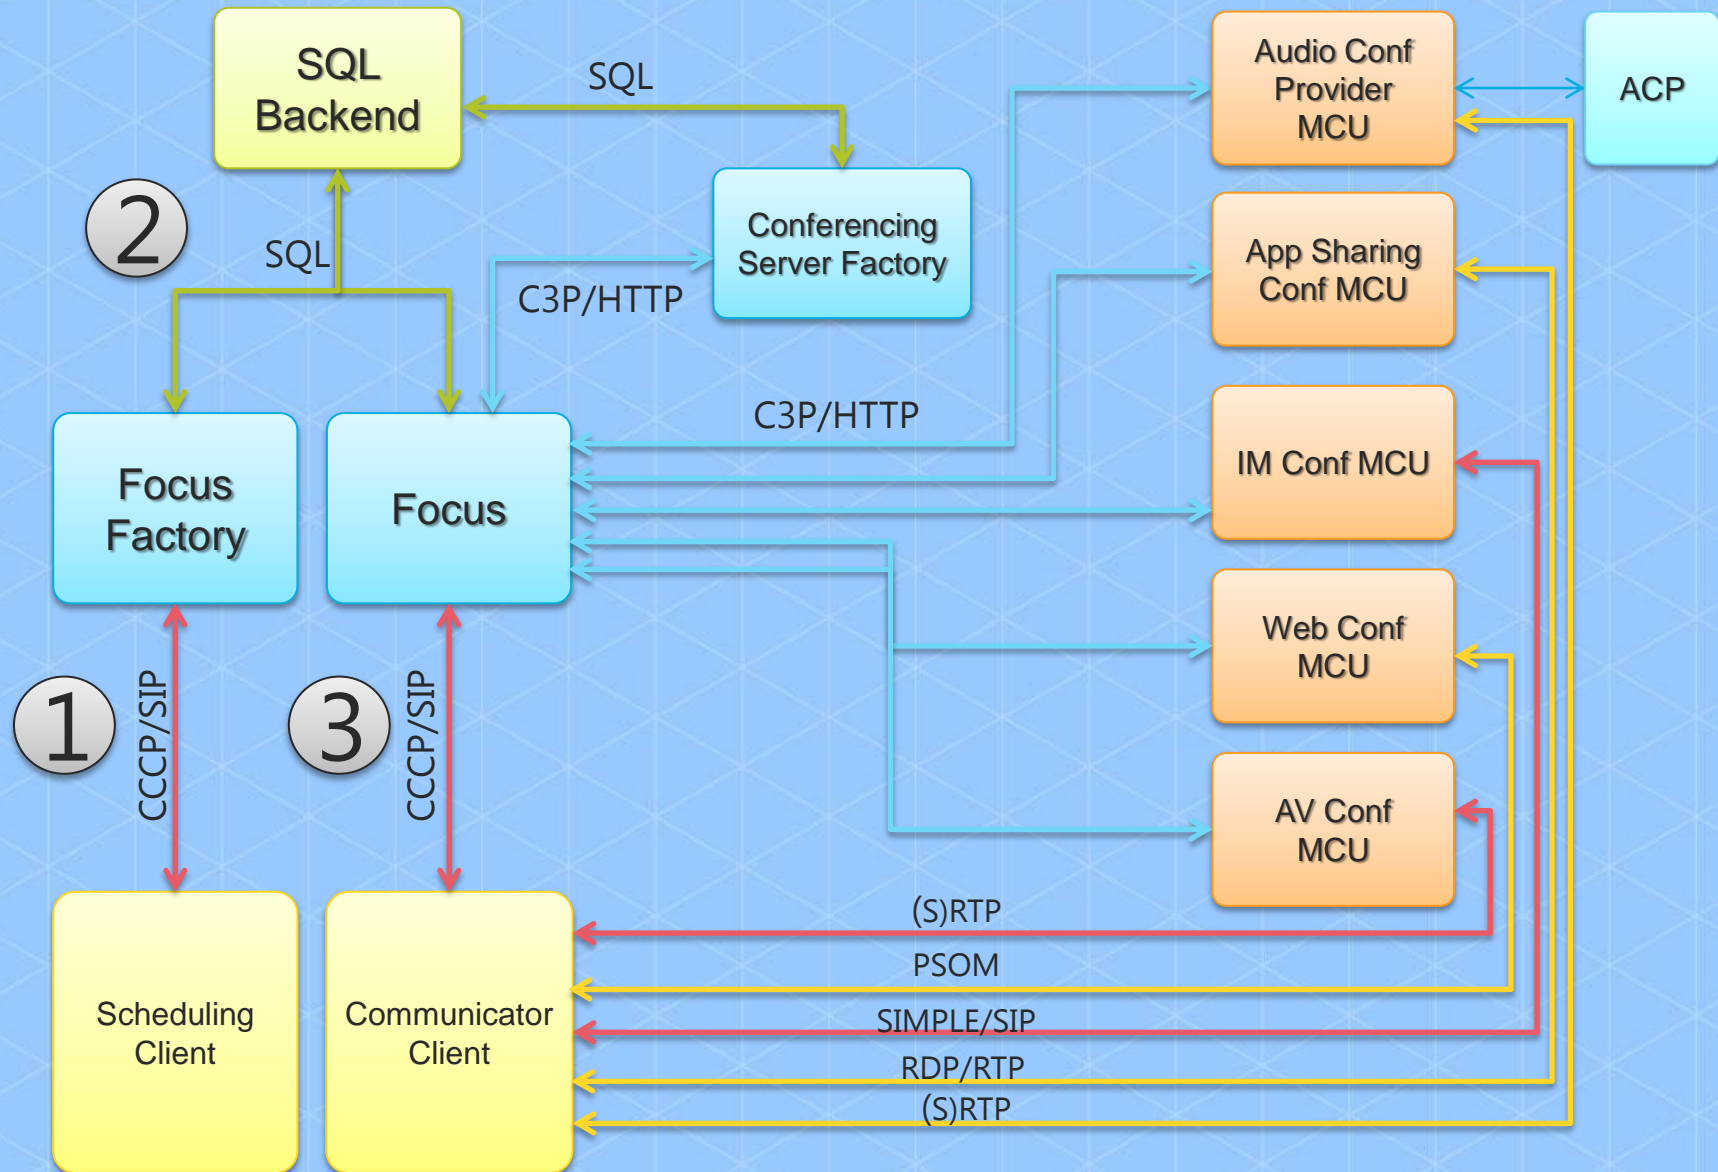 SQL
Backend
SQL
Audio Conf
Provider
MCU
ACP
2
SQL
Conferencing
Server Factory
C3P/HTTP
App Sharing
Conf MCU
C3P/HTTP
Focus
Factory
Focus
IM Conf MCU
Web Conf
MCU
1
CCCP/SIP
3
CCCP/SIP
AV Conf
MCU
(S)RTP
PSOM
Scheduling
Client
Communicator
Client
SIMPLE/SIP
RDP/RTP
(S)RTP